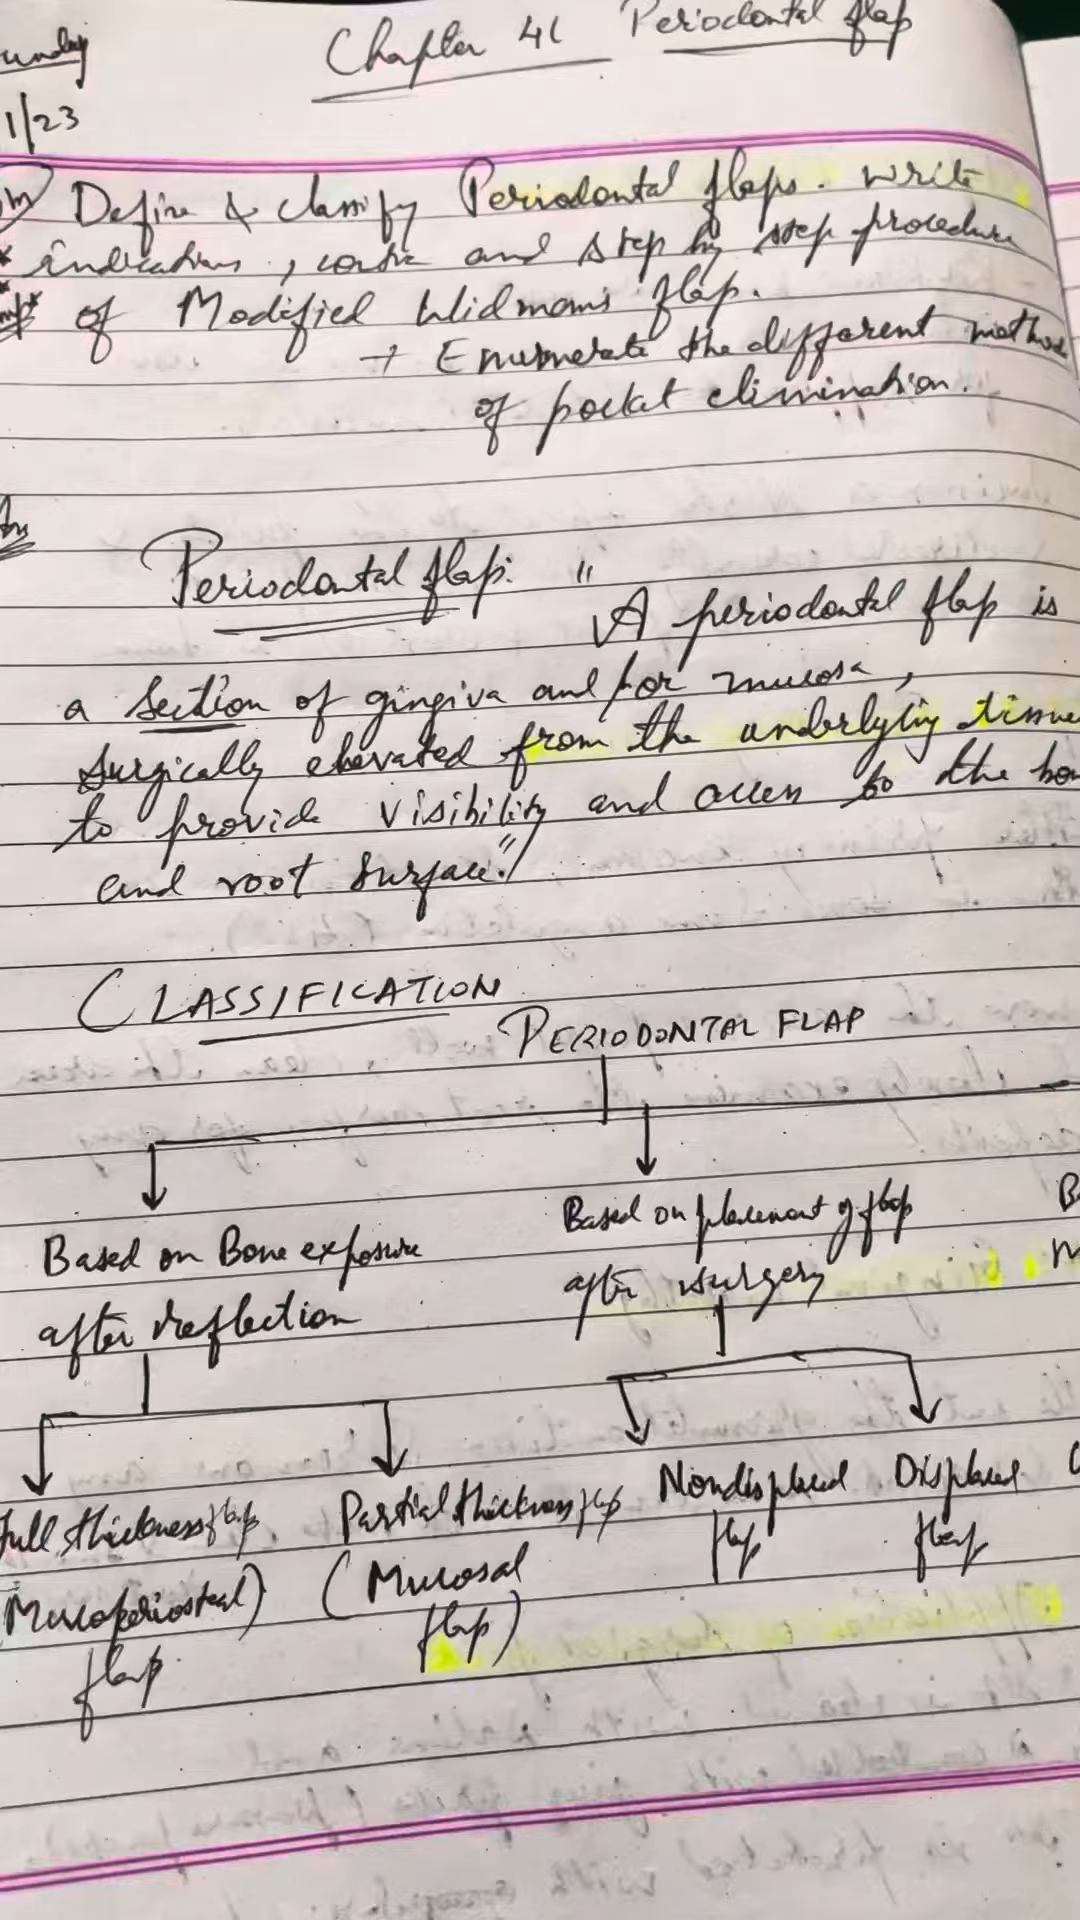 Chapter 41 Periodontal flap
unday
1/23
Define & classify Periodontal flaps. Write
indications, contra and step by step procedure
of Modified Widman's flap.
→ Enumerate the different method
of pocket elimination.
Periodontal flap: "
A periodontal flap is
a section of gingiva and/or mucosa,
surgically elevated from the underlying tissue
to provide visibility and access to the bon
and root surface."
CLASSIFICATION
PERIODONTAL FLAP
Based on Bone exposure
after reflection
Based on placement of flap
after surgery
B
M
Full thickness flap
(Mucoperiosteal)
flap
Partial thickness flap
(Mucosal
flap)
Nondisplaced
flap
Displaced
flap